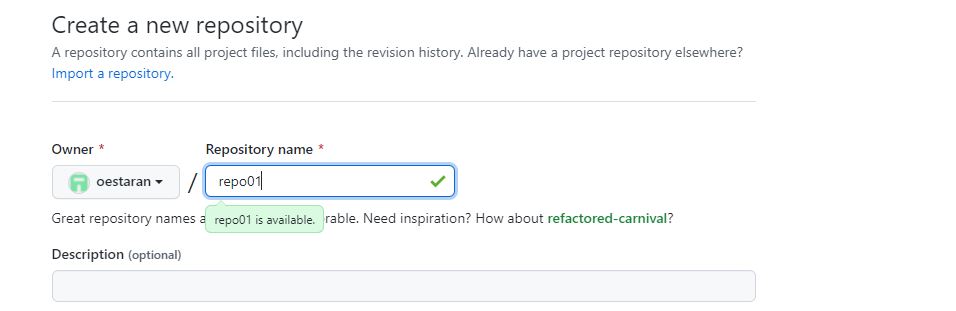 Create a new repository
A repository contains all project files, including the revision history. Already have a project repository elsewhere?
Import a repository.
Owner * Repository name *
oestaran / repo01
Great repository names a rable. Need inspiration? How about refactored-carnival?
repo01 is available.
Description (optional)